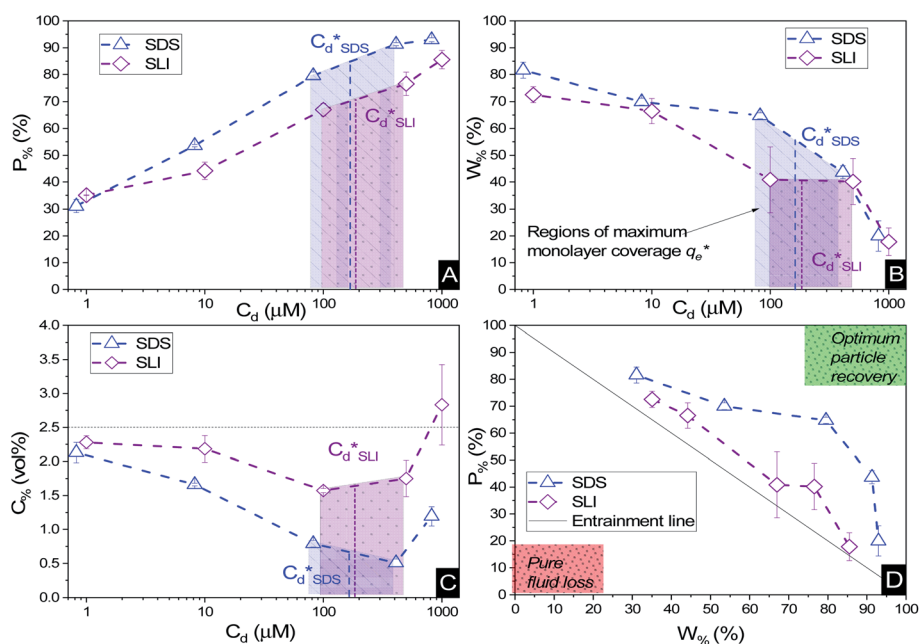 100
90
80
70
60
50
40
30
20
10
0
P% (%)
SDS
SLI
Cd*SDS
Cd*SLI
1
10
100
1000
Cd (µM)
A
100
90
80
70
60
50
40
30
20
10
0
W% (%)
SDS
SLI
Cd*SDS
Regions of maximum
monolayer coverage qe*
Cd*SLI
1
10
100
1000
Cd (µM)
B
4.0
3.5
3.0
2.5
2.0
1.5
1.0
0.5
0.0
C% (vol%)
SDS
SLI
Cd*SLI
Cd*SDS
1
10
100
1000
Cd (µM)
C
100
80
60
40
20
0
P% (%)
Optimum
particle
recovery
SDS
SLI
Entrainment line
Pure
fluid loss
0
10
20
30
40
50
60
70
80
90
100
W% (%)
D